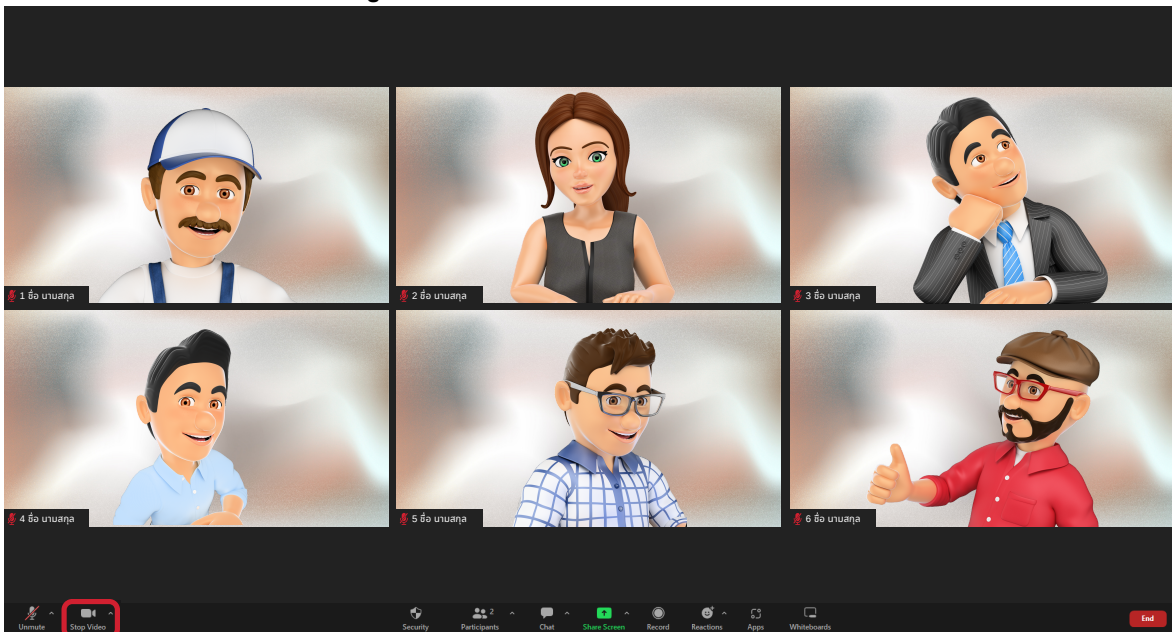 1 ชื่อ นามสกุล
2 ชื่อ นามสกุล
3 ชื่อ นามสกุล
4 ชื่อ นามสกุล
5 ชื่อ นามสกุล
6 ชื่อ นามสกุล
Unmute
Stop Video
Security
2
Participants
Chat
Share Screen
Record
Reactions
Apps
Whiteboards
End